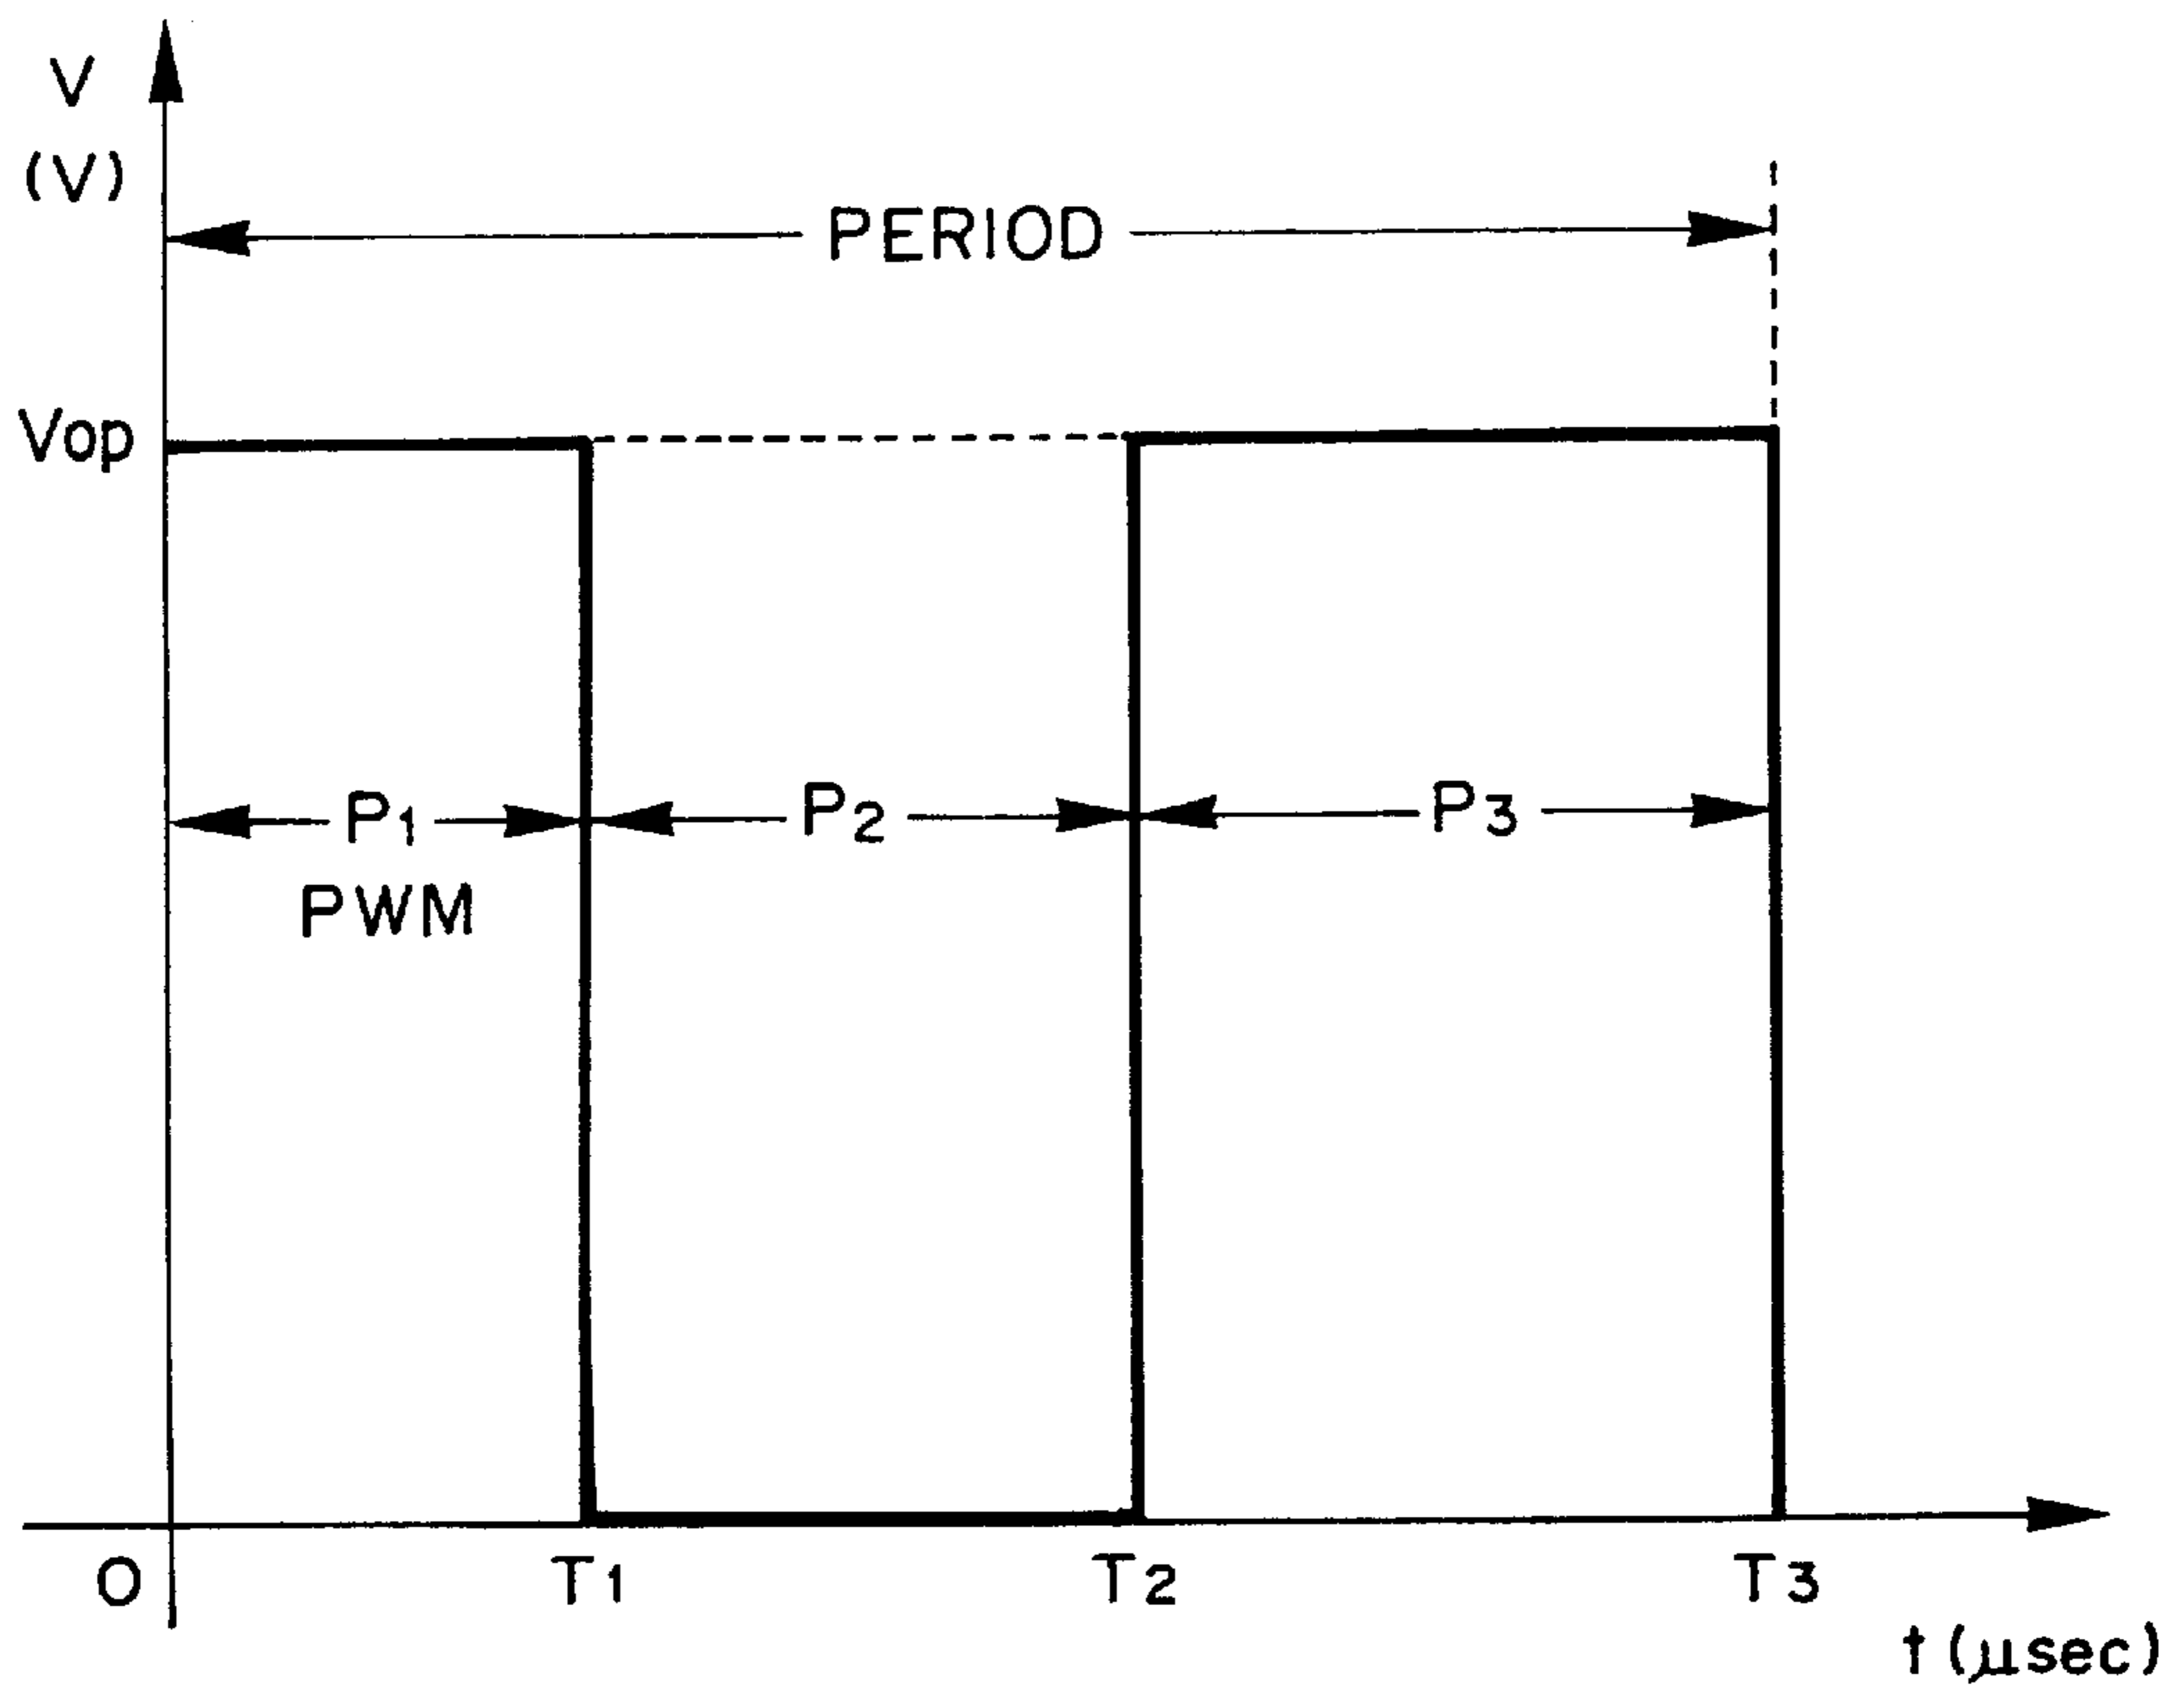 V
(V)
PERIOD
Vop
P1
PWM
P2
P3
O
T1
T2
T3
t (μsec)